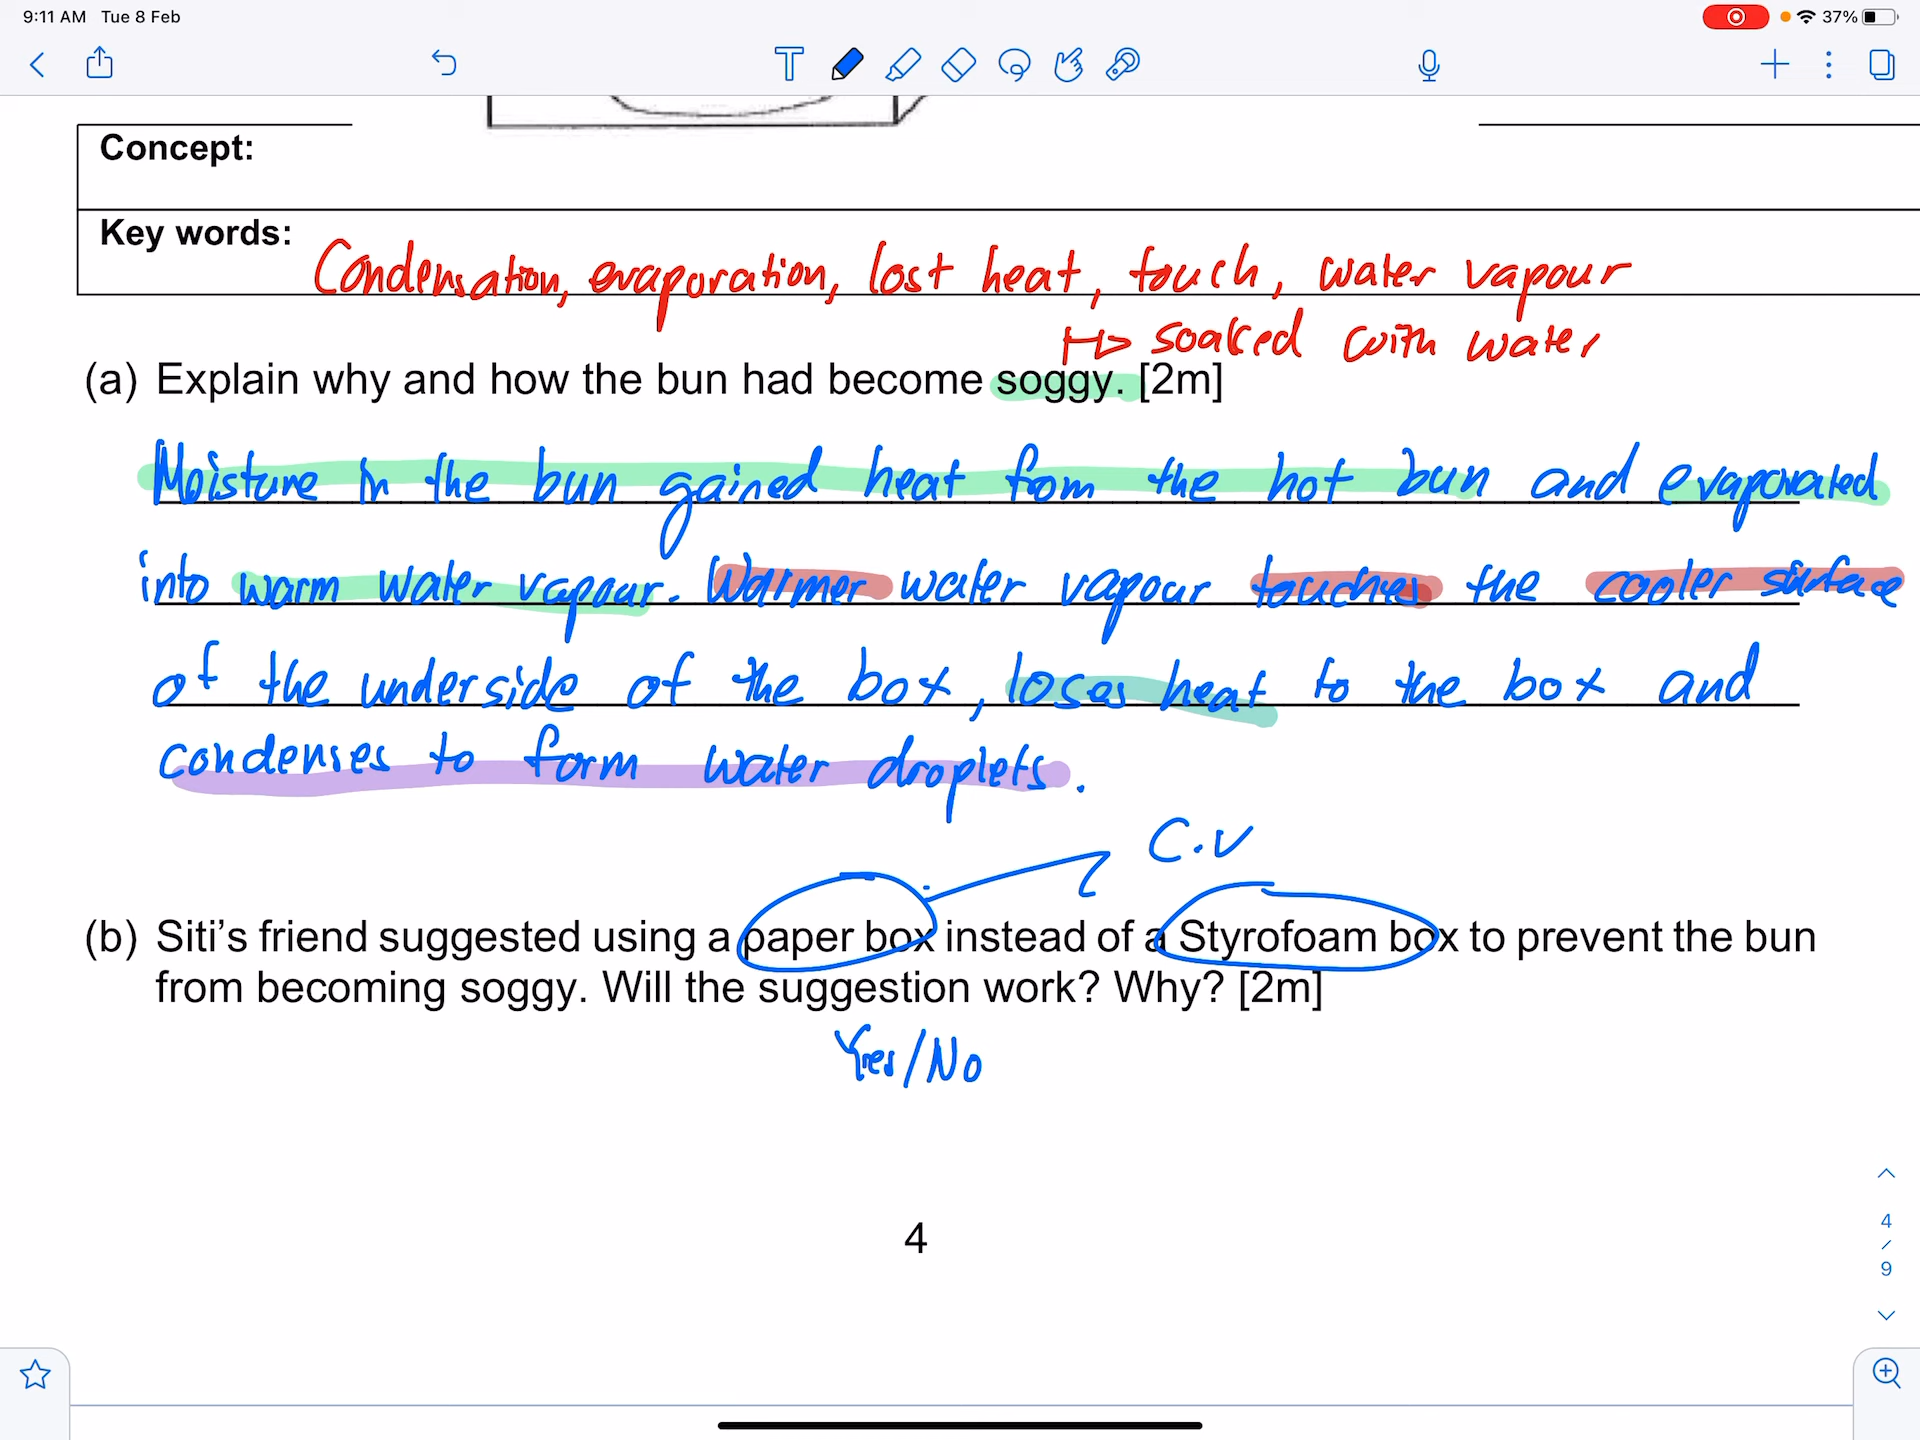 9:11 AM Tue 8 Feb
37%
Concept:
Key words:
Condensation, evaporation, lost heat, touch, water vapour
↦ soaked with water
(a) Explain why and how the bun had become soggy. [2m]
Moisture in the bun gained heat from the hot bun and evaporated
into warm water vapour. Warmer water vapour touches the cooler surface
of the underside of the box, loses heat to the box and
condenses to form water droplets.
C.V
(b) Siti's friend suggested using a paper box instead of a Styrofoam box to prevent the bun
from becoming soggy. Will the suggestion work? Why? [2m]
Yes/No
4
4
/
9